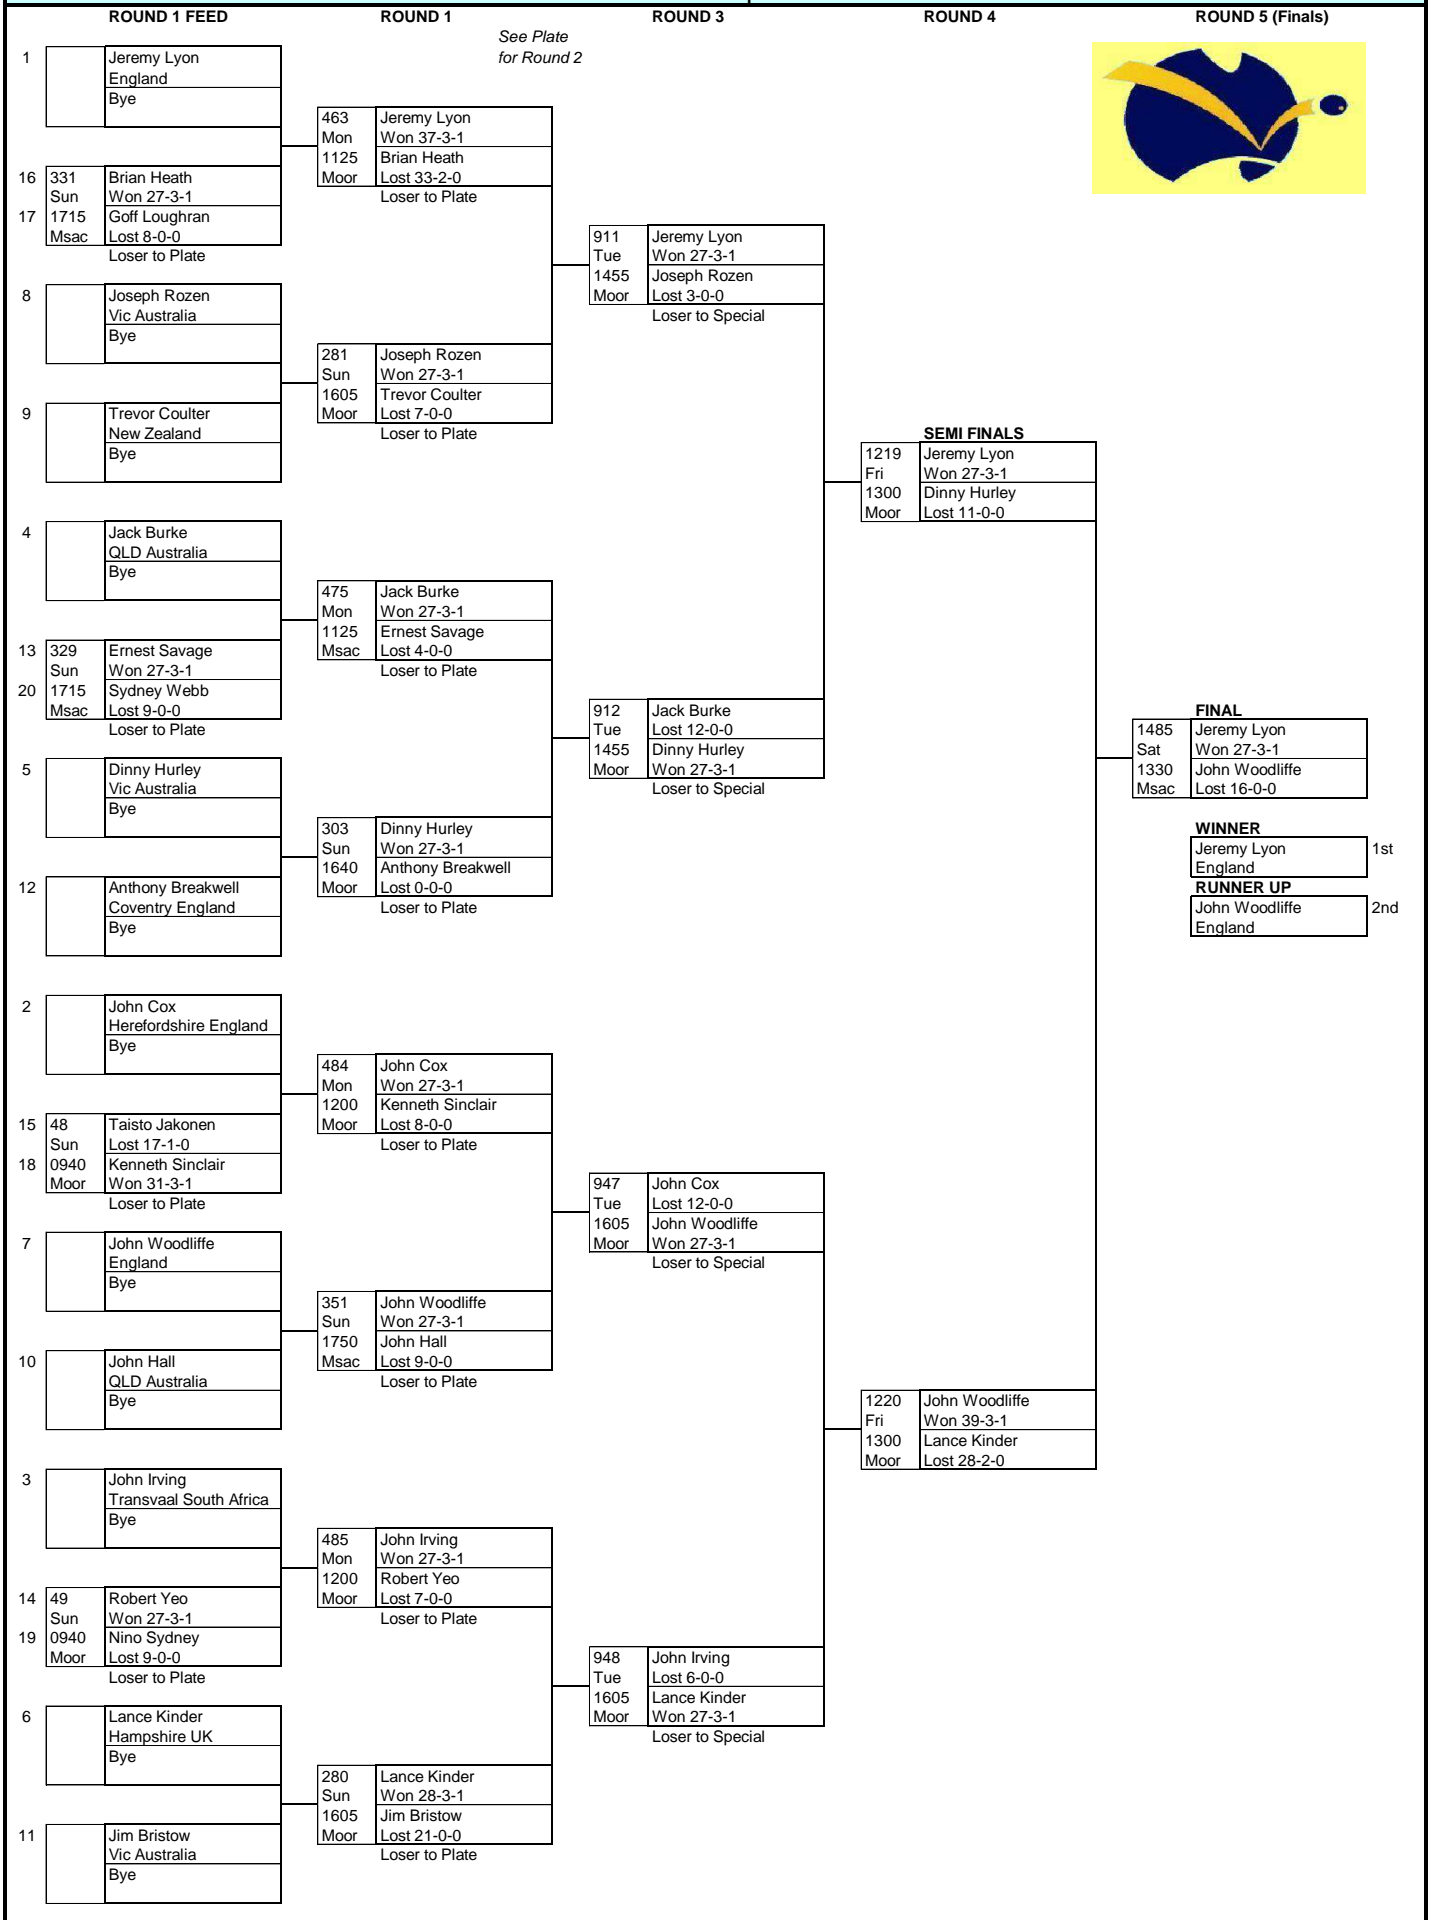 ROUND 1 FEED ROUND 1 ROUND 3 ROUND 4 ROUND 5 (Finals)
See Plate
for Round 2
1 Jeremy Lyon
England
Bye
16 331 Brian Heath
Sun Won 27-3-1
17 1715 Goff Loughran
Msac Lost 8-0-0
Loser to Plate
8 Joseph Rozen
Vic Australia
Bye
9 Trevor Coulter
New Zealand
Bye
4 Jack Burke
QLD Australia
Bye
13 329 Ernest Savage
Sun Won 27-3-1
20 1715 Sydney Webb
Msac Lost 9-0-0
Loser to Plate
5 Dinny Hurley
Vic Australia
Bye
12 Anthony Breakwell
Coventry England
Bye
2 John Cox
Herefordshire England
Bye
15 48 Taisto Jakonen
Sun Lost 17-1-0
18 0940 Kenneth Sinclair
Moor Won 31-3-1
Loser to Plate
7 John Woodliffe
England
Bye
10 John Hall
QLD Australia
Bye
3 John Irving
Transvaal South Africa
Bye
14 49 Robert Yeo
Sun Won 27-3-1
19 0940 Nino Sydney
Moor Lost 9-0-0
Loser to Plate
6 Lance Kinder
Hampshire UK
Bye
11 Jim Bristow
Vic Australia
Bye
463 Jeremy Lyon
Mon Won 37-3-1
1125 Brian Heath
Moor Lost 33-2-0
Loser to Plate
281 Joseph Rozen
Sun Won 27-3-1
1605 Trevor Coulter
Moor Lost 7-0-0
Loser to Plate
475 Jack Burke
Mon Won 27-3-1
1125 Ernest Savage
Msac Lost 4-0-0
Loser to Plate
303 Dinny Hurley
Sun Won 27-3-1
1640 Anthony Breakwell
Moor Lost 0-0-0
Loser to Plate
484 John Cox
Mon Won 27-3-1
1200 Kenneth Sinclair
Moor Lost 8-0-0
Loser to Plate
351 John Woodliffe
Sun Won 27-3-1
1750 John Hall
Msac Lost 9-0-0
Loser to Plate
485 John Irving
Mon Won 27-3-1
1200 Robert Yeo
Moor Lost 7-0-0
Loser to Plate
280 Lance Kinder
Sun Won 28-3-1
1605 Jim Bristow
Moor Lost 21-0-0
Loser to Plate
911 Jeremy Lyon
Tue Won 27-3-1
1455 Joseph Rozen
Moor Lost 3-0-0
Loser to Special
912 Jack Burke
Tue Lost 12-0-0
1455 Dinny Hurley
Moor Won 27-3-1
Loser to Special
947 John Cox
Tue Lost 12-0-0
1605 John Woodliffe
Moor Won 27-3-1
Loser to Special
948 John Irving
Tue Lost 6-0-0
1605 Lance Kinder
Moor Won 27-3-1
Loser to Special
SEMI FINALS
1219 Jeremy Lyon
Fri Won 27-3-1
1300 Dinny Hurley
Moor Lost 11-0-0
1220 John Woodliffe
Fri Won 39-3-1
1300 Lance Kinder
Moor Lost 28-2-0
FINAL
1485 Jeremy Lyon
Sat Won 27-3-1
1330 John Woodliffe
Msac Lost 16-0-0
WINNER
Jeremy Lyon 1st
England
RUNNER UP
John Woodliffe 2nd
England